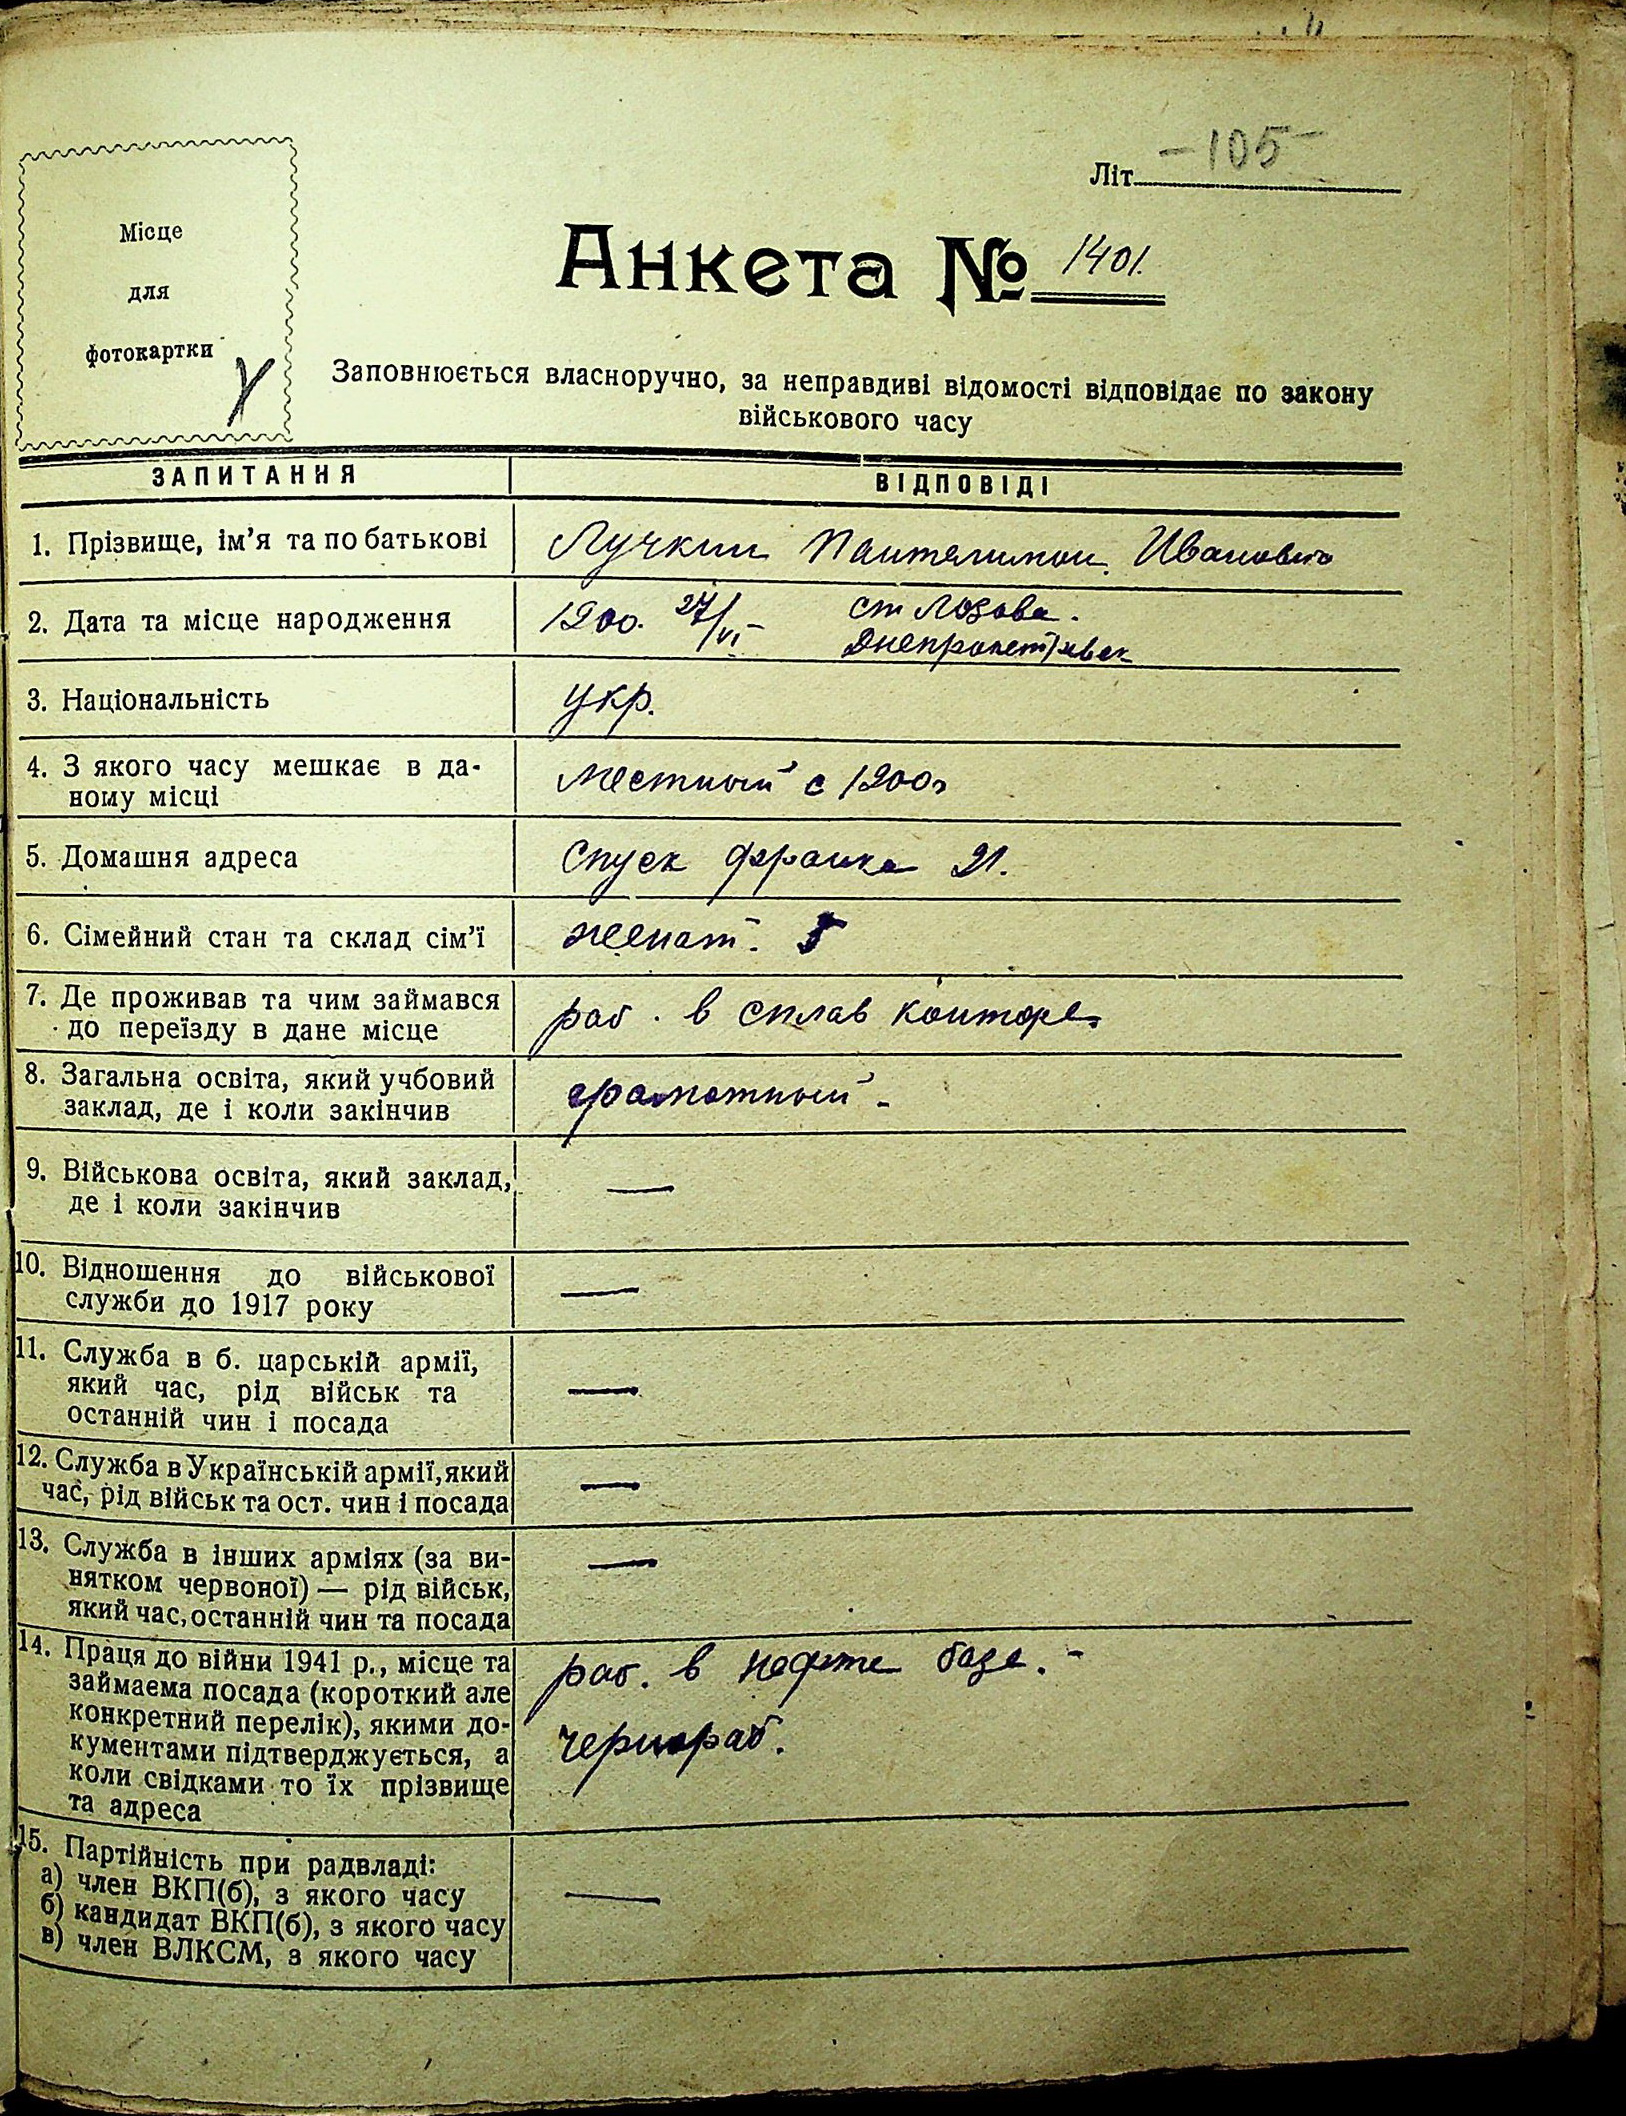 -105-
Літ
Місце
для
фотокартки
Анкета № 1401.
Заповнюється власноручно, за неправдиві відомості відповідає по закону
військового часу
ЗАПИТАННЯ
ВІДПОВІДІ
1. Прізвище, ім'я та по батькові
Лучкин Пантелимон Иванович
2. Дата та місце народження
1900. 27/VI - ст Лозова.
Днепропетровск
3. Національність
укр.
4. З якого часу мешкає в да-
ному місці
местный с 1900г
5. Домашня адреса
Спуск Франка 21.
6. Сімейний стан та склад сім'ї
женат. 5
7. Де проживав та чим займався
до переїзду в дане місце
раб. в сплав конторе.
8. Загальна освіта, який учбовий
заклад, де і коли закінчив
грамотный -
9. Військова освіта, який заклад,
де і коли закінчив
—
10. Відношення до військової
служби до 1917 року
—
11. Служба в б. царській армії,
який час, рід військ та
останній чин і посада
—
12. Служба в Українській армії, який
час, рід військ та ост. чин і посада
—
13. Служба в інших арміях (за ви-
нятком червоної) — рід військ,
який час, останній чин та посада
—
14. Праця до війни 1941 р., місце та
займаєма посада (короткий але
конкретний перелік), якими до-
кументами підтверджується, а
коли свідками то їх прізвище
та адреса
раб. в нефте базе. -
чернораб.
15. Партійність при радвладі:
а) член ВКП(б), з якого часу
б) кандидат ВКП(б), з якого часу
в) член ВЛКСМ, з якого часу
—